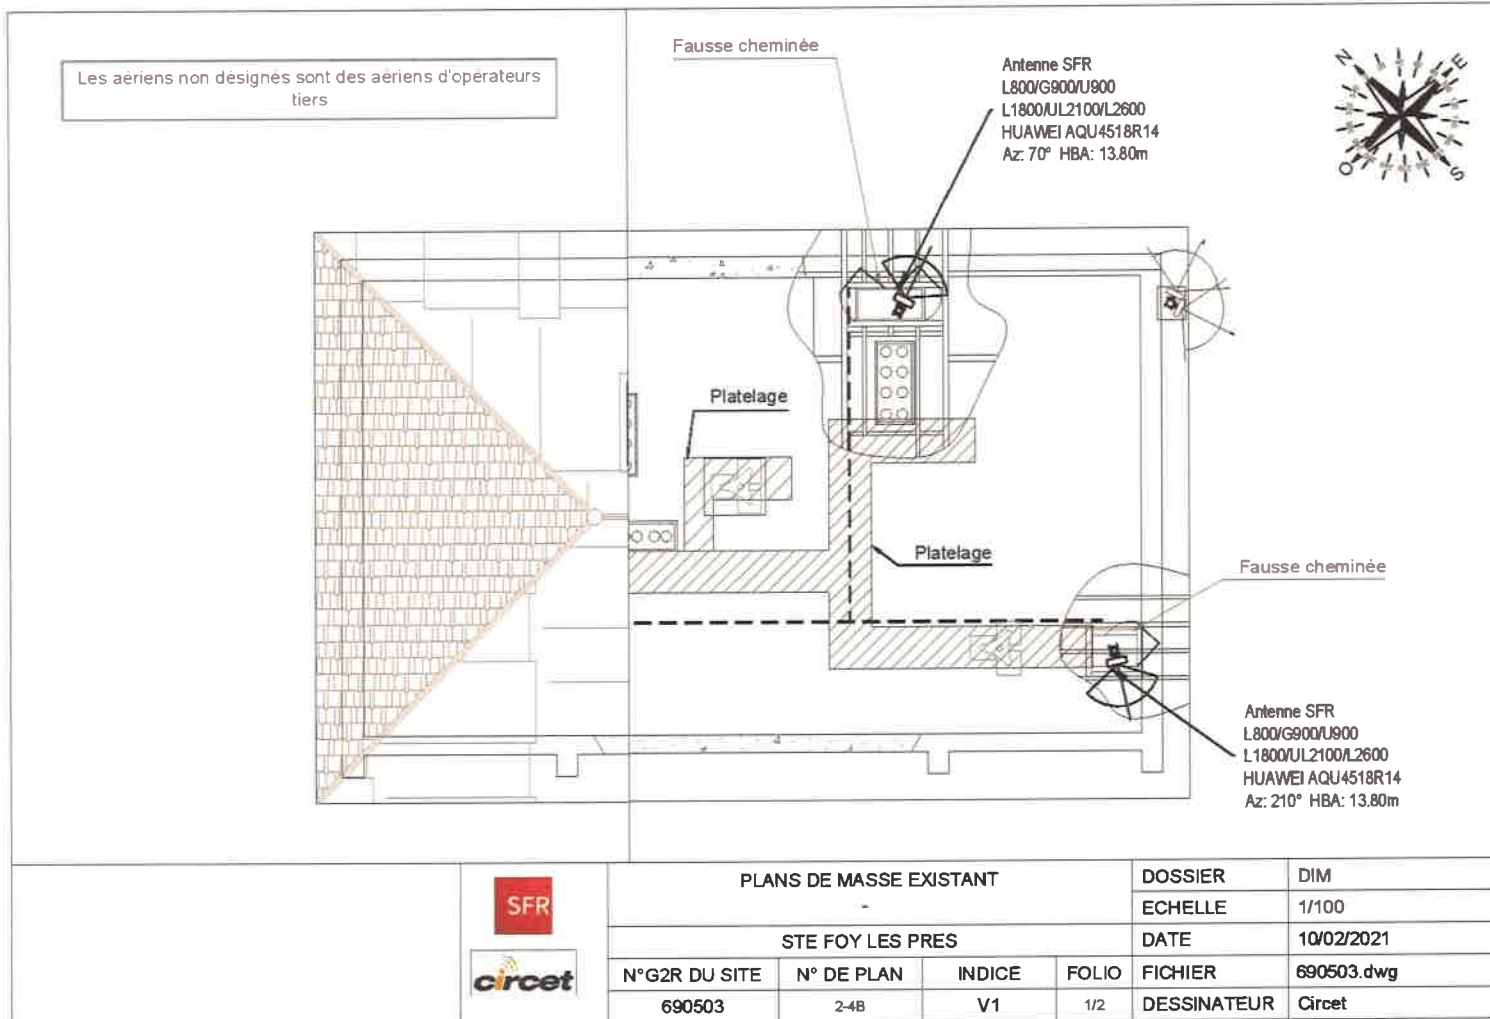 Les aériens non désignés sont des aériens d'opérateurs
tiers
Fausse cheminée
Antenne SFR
L800/G900/U900
L1800/UL2100/L2600
HUAWEI AQU4518R14
Az: 70° HBA: 13.80m
N
E
O
S
Platelage
Platelage
Fausse cheminée
Antenne SFR
L800/G900/U900
L1800/UL2100/L2600
HUAWEI AQU4518R14
Az: 210° HBA: 13.80m
SFR
circet
PLANS DE MASSE EXISTANT
-
STE FOY LES PRES
N°G2R DU SITE
N° DE PLAN
INDICE
FOLIO
690503
2-4B
V1
1/2
DOSSIER
DIM
ECHELLE
1/100
DATE
10/02/2021
FICHIER
690503.dwg
DESSINATEUR
Circet